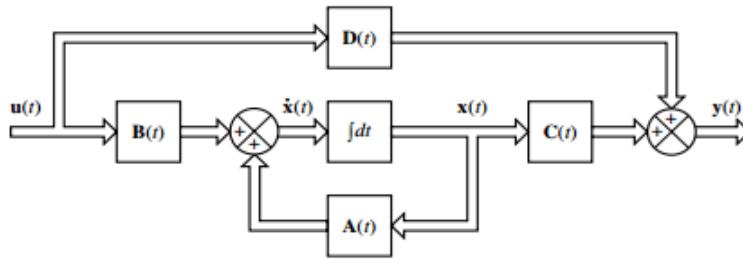 D(t)
u(t)
ẋ(t)
x(t)
y(t)
B(t)
+
+
∫dt
C(t)
+
+
A(t)